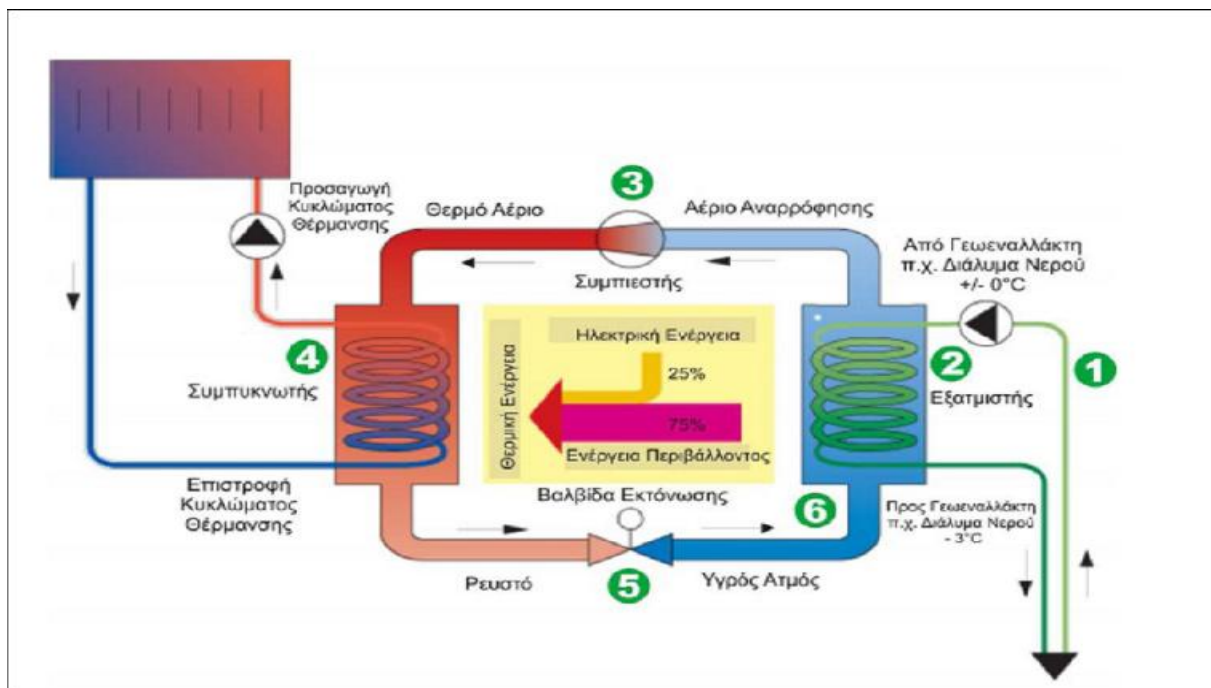 Προσαγωγή
Κυκλώματος
Θέρμανσης
Θερμό Αέριο
3
Αέριο Αναρρόφησης
Συμπιεστής
Από Γεωεναλλάκτη
π.χ. Διάλυμα Νερού
+/- 0°C
4
Συμπυκνωτής
Θερμική Ενέργεια
Ηλεκτρική Ενέργεια
25%
75%
Ενέργεια Περιβάλλοντος
2
Εξατμιστής
1
Επιστροφή
Κυκλώματος
Θέρμανσης
Βαλβίδα Εκτόνωσης
6
Προς Γεωεναλλάκτη
π.χ. Διάλυμα Νερού
- 3°C
Ρευστό
5
Υγρός Ατμός